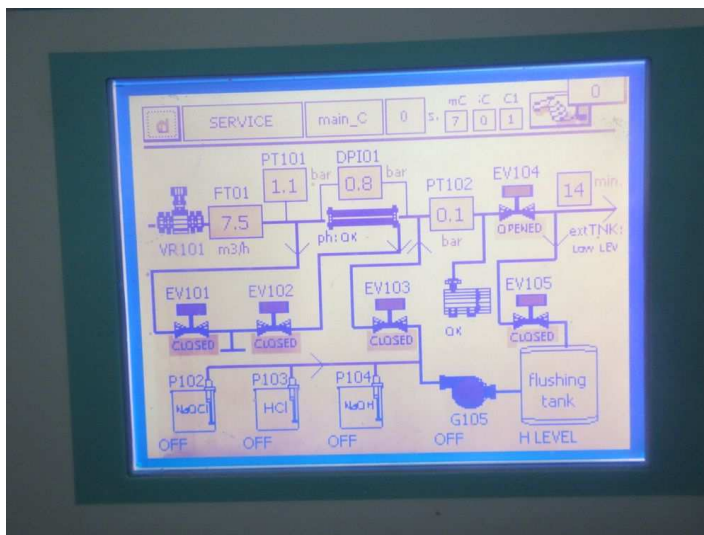 d SERVICE main_C 0 s. mC iC C1 0
7 0 1
PT101 DPI01
1.1 bar 0.8 bar
FT01 PT102 EV104
7.5 0.1 14 min.
VR101 m3/h ph: OK bar OPENED extTNK:
LOW LEV
EV101 EV102 EV103 EV105
OK
CLOSED CLOSED CLOSED CLOSED
P102 P103 P104
NaOCl HCl NaOH flushing
tank
G105
OFF OFF OFF OFF H LEVEL